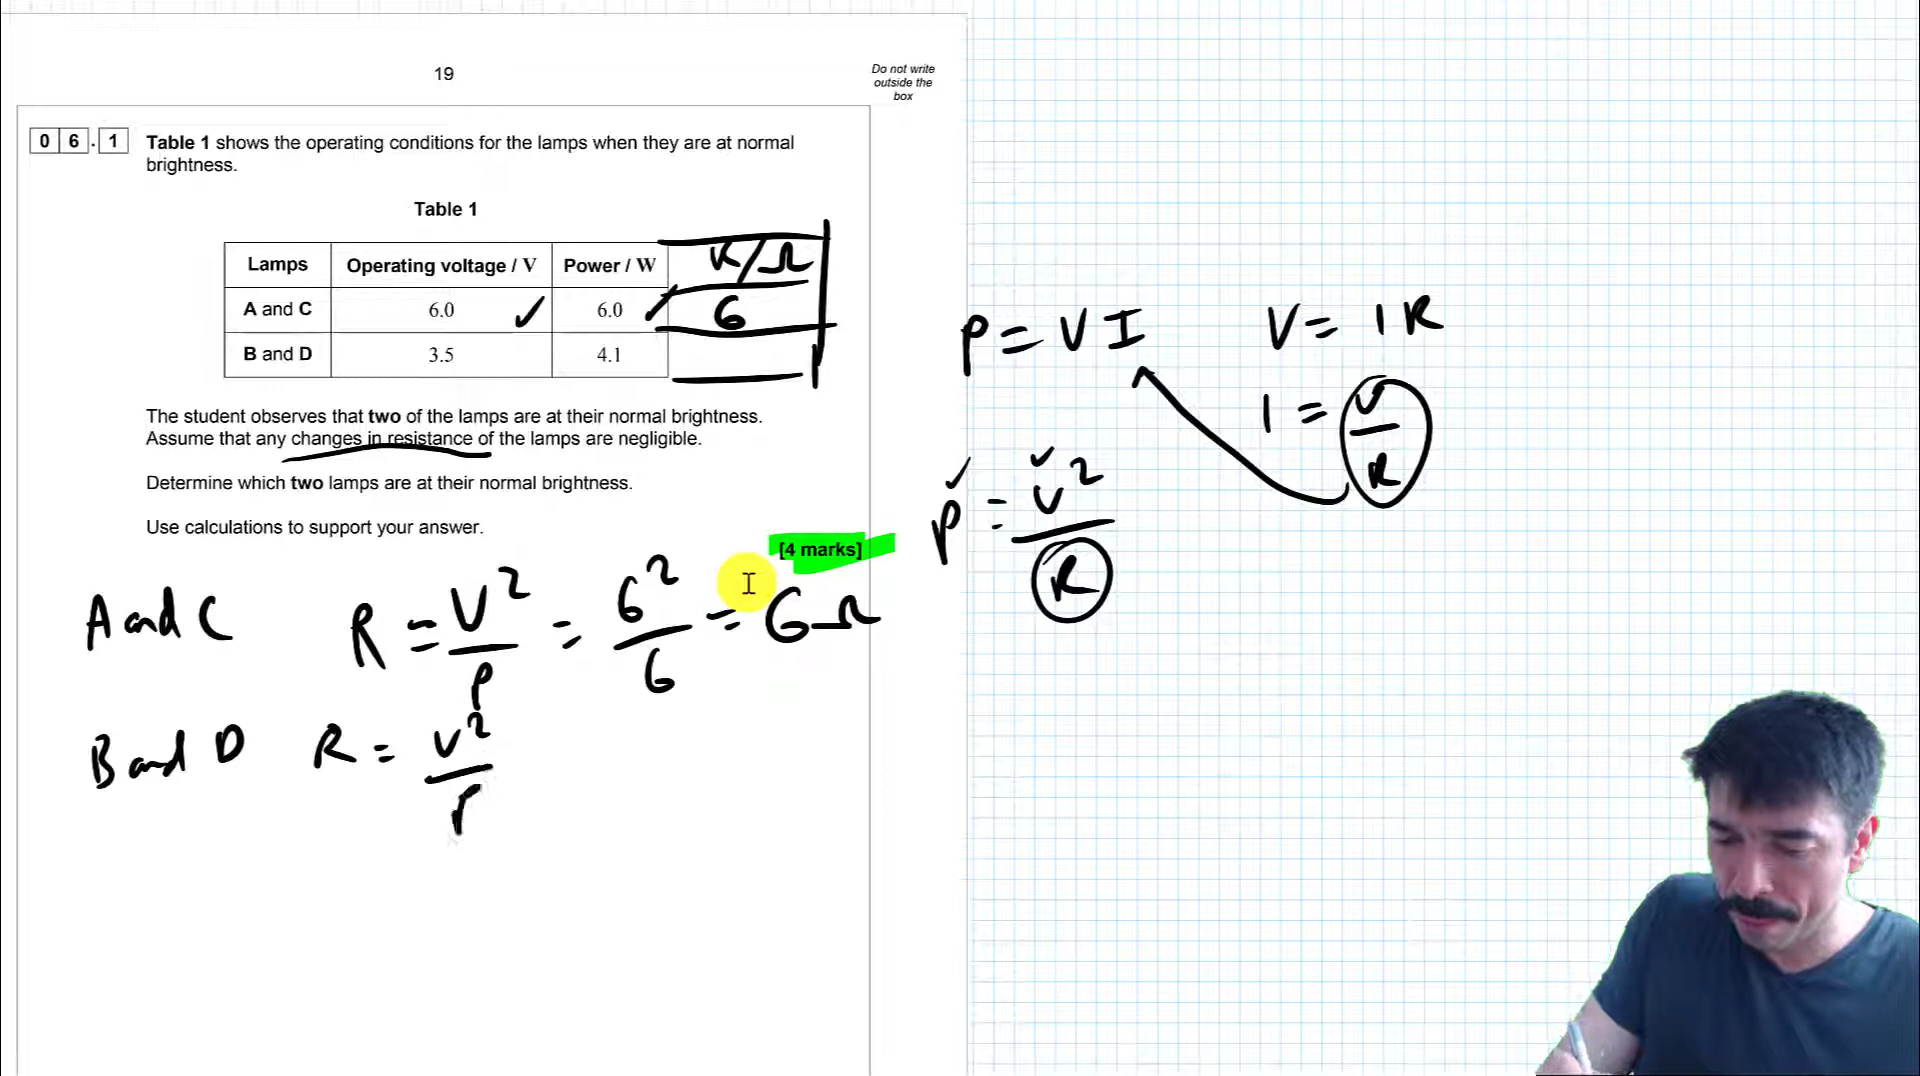 19
Do not write
outside the
box
0 6 . 1 Table 1 shows the operating conditions for the lamps when they are at normal
brightness.
Table 1
Lamps Operating voltage / V Power / W R/Ω
A and C 6.0 ✓ 6.0 ✓ 6
B and D 3.5 4.1
The student observes that two of the lamps are at their normal brightness.
Assume that any changes in resistance of the lamps are negligible.
Determine which two lamps are at their normal brightness.
Use calculations to support your answer.
[4 marks]
A and C R = V²/P = 6²/6 = 6Ω
B and D R = V²/P
P = VI V = IR
I = V/R
P = V²/R